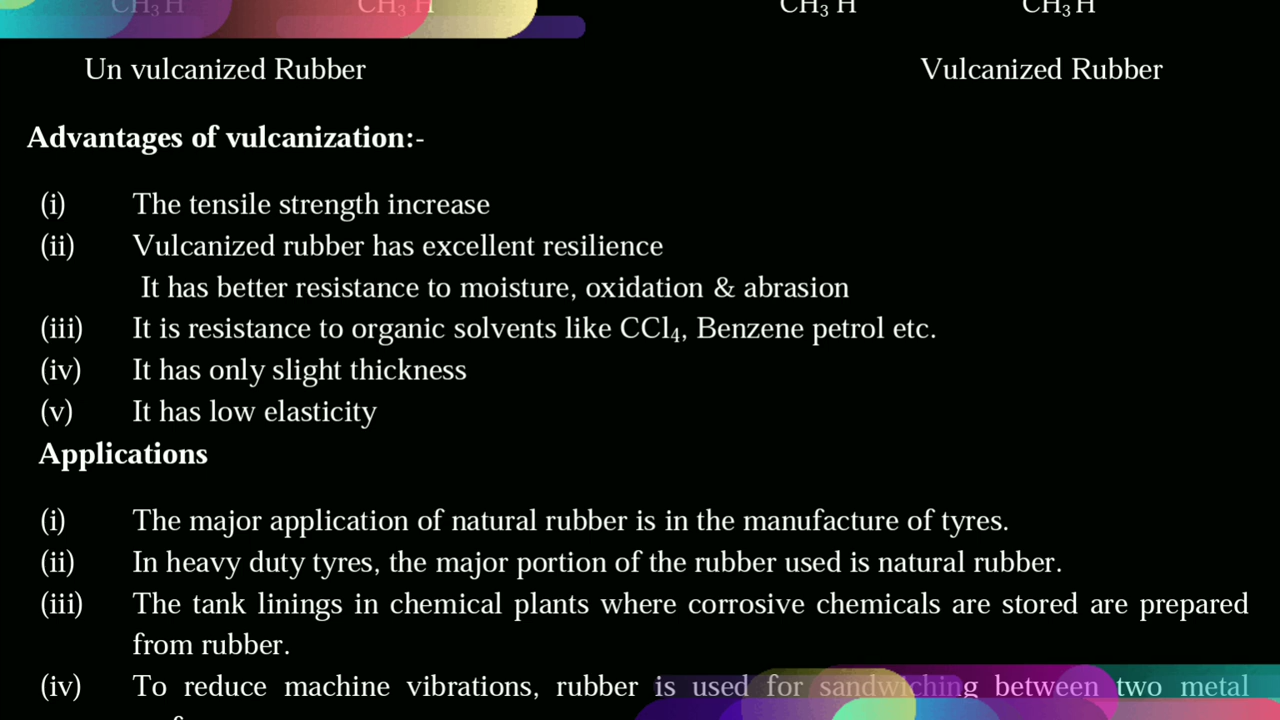 CH₃ H CH₃ H CH₃ H CH₃ H
Un vulcanized Rubber Vulcanized Rubber
Advantages of vulcanization:-
(i) The tensile strength increase
(ii) Vulcanized rubber has excellent resilience
It has better resistance to moisture, oxidation & abrasion
(iii) It is resistance to organic solvents like CCl₄, Benzene petrol etc.
(iv) It has only slight thickness
(v) It has low elasticity
Applications
(i) The major application of natural rubber is in the manufacture of tyres.
(ii) In heavy duty tyres, the major portion of the rubber used is natural rubber.
(iii) The tank linings in chemical plants where corrosive chemicals are stored are prepared
from rubber.
(iv) To reduce machine vibrations, rubber is used for sandwiching between two metal